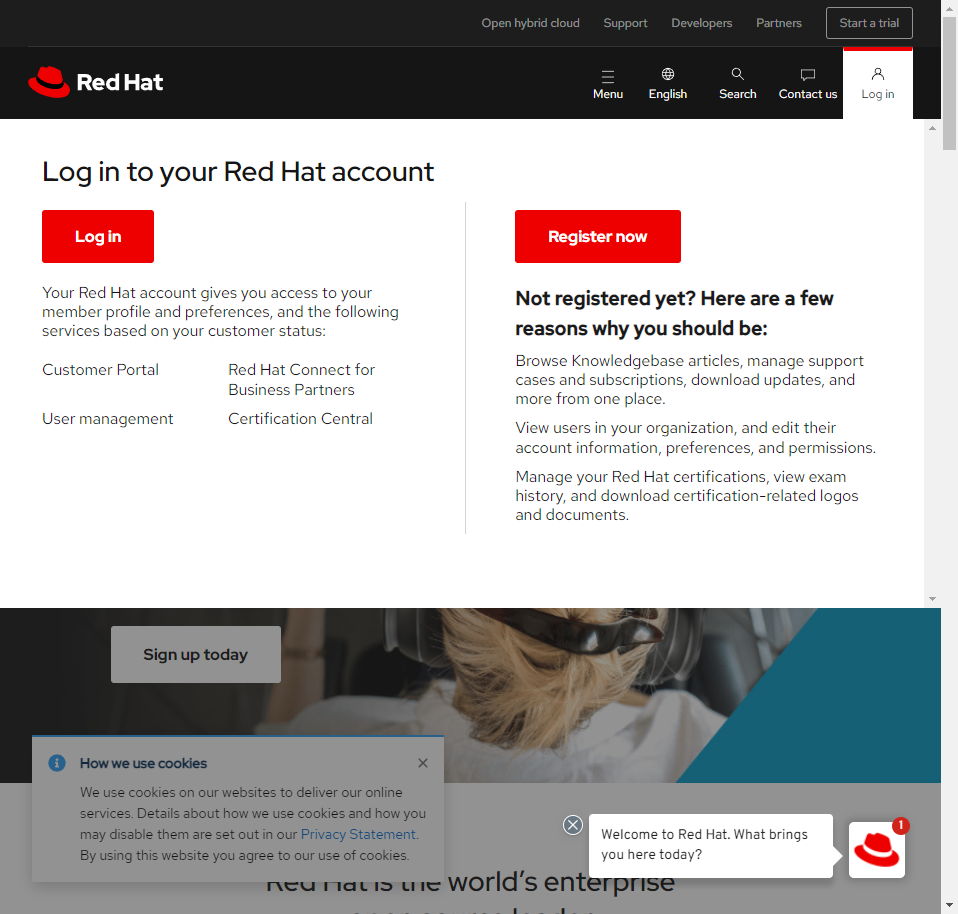 Open hybrid cloud Support Developers Partners Start a trial
Red Hat
Menu English Search Contact us Log in
Log in to your Red Hat account
Log in
Your Red Hat account gives you access to your
member profile and preferences, and the following
services based on your customer status:
Customer Portal
Red Hat Connect for
Business Partners
User management
Certification Central
Register now
Not registered yet? Here are a few
reasons why you should be:
Browse Knowledgebase articles, manage support
cases and subscriptions, download updates, and
more from one place.
View users in your organization, and edit their
account information, preferences, and permissions.
Manage your Red Hat certifications, view exam
history, and download certification-related logos
and documents.
Sign up today
How we use cookies
We use cookies on our websites to deliver our online
services. Details about how we use cookies and how you
may disable them are set out in our Privacy Statement.
By using this website you agree to our use of cookies.
Welcome to Red Hat. What brings
you here today?
1
Red Hat is the world's enterprise
open source leader